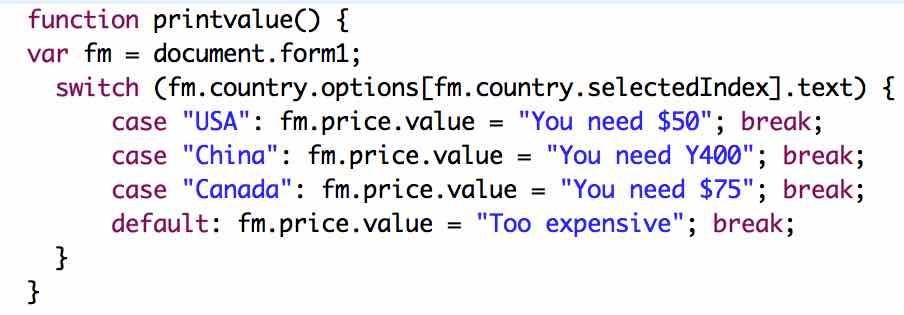 function printvalue() {
var fm = document.form1;
switch (fm.country.options[fm.country.selectedIndex].text) {
case "USA": fm.price.value = "You need $50"; break;
case "China": fm.price.value = "You need Y400"; break;
case "Canada": fm.price.value = "You need $75"; break;
default: fm.price.value = "Too expensive"; break;
}
}